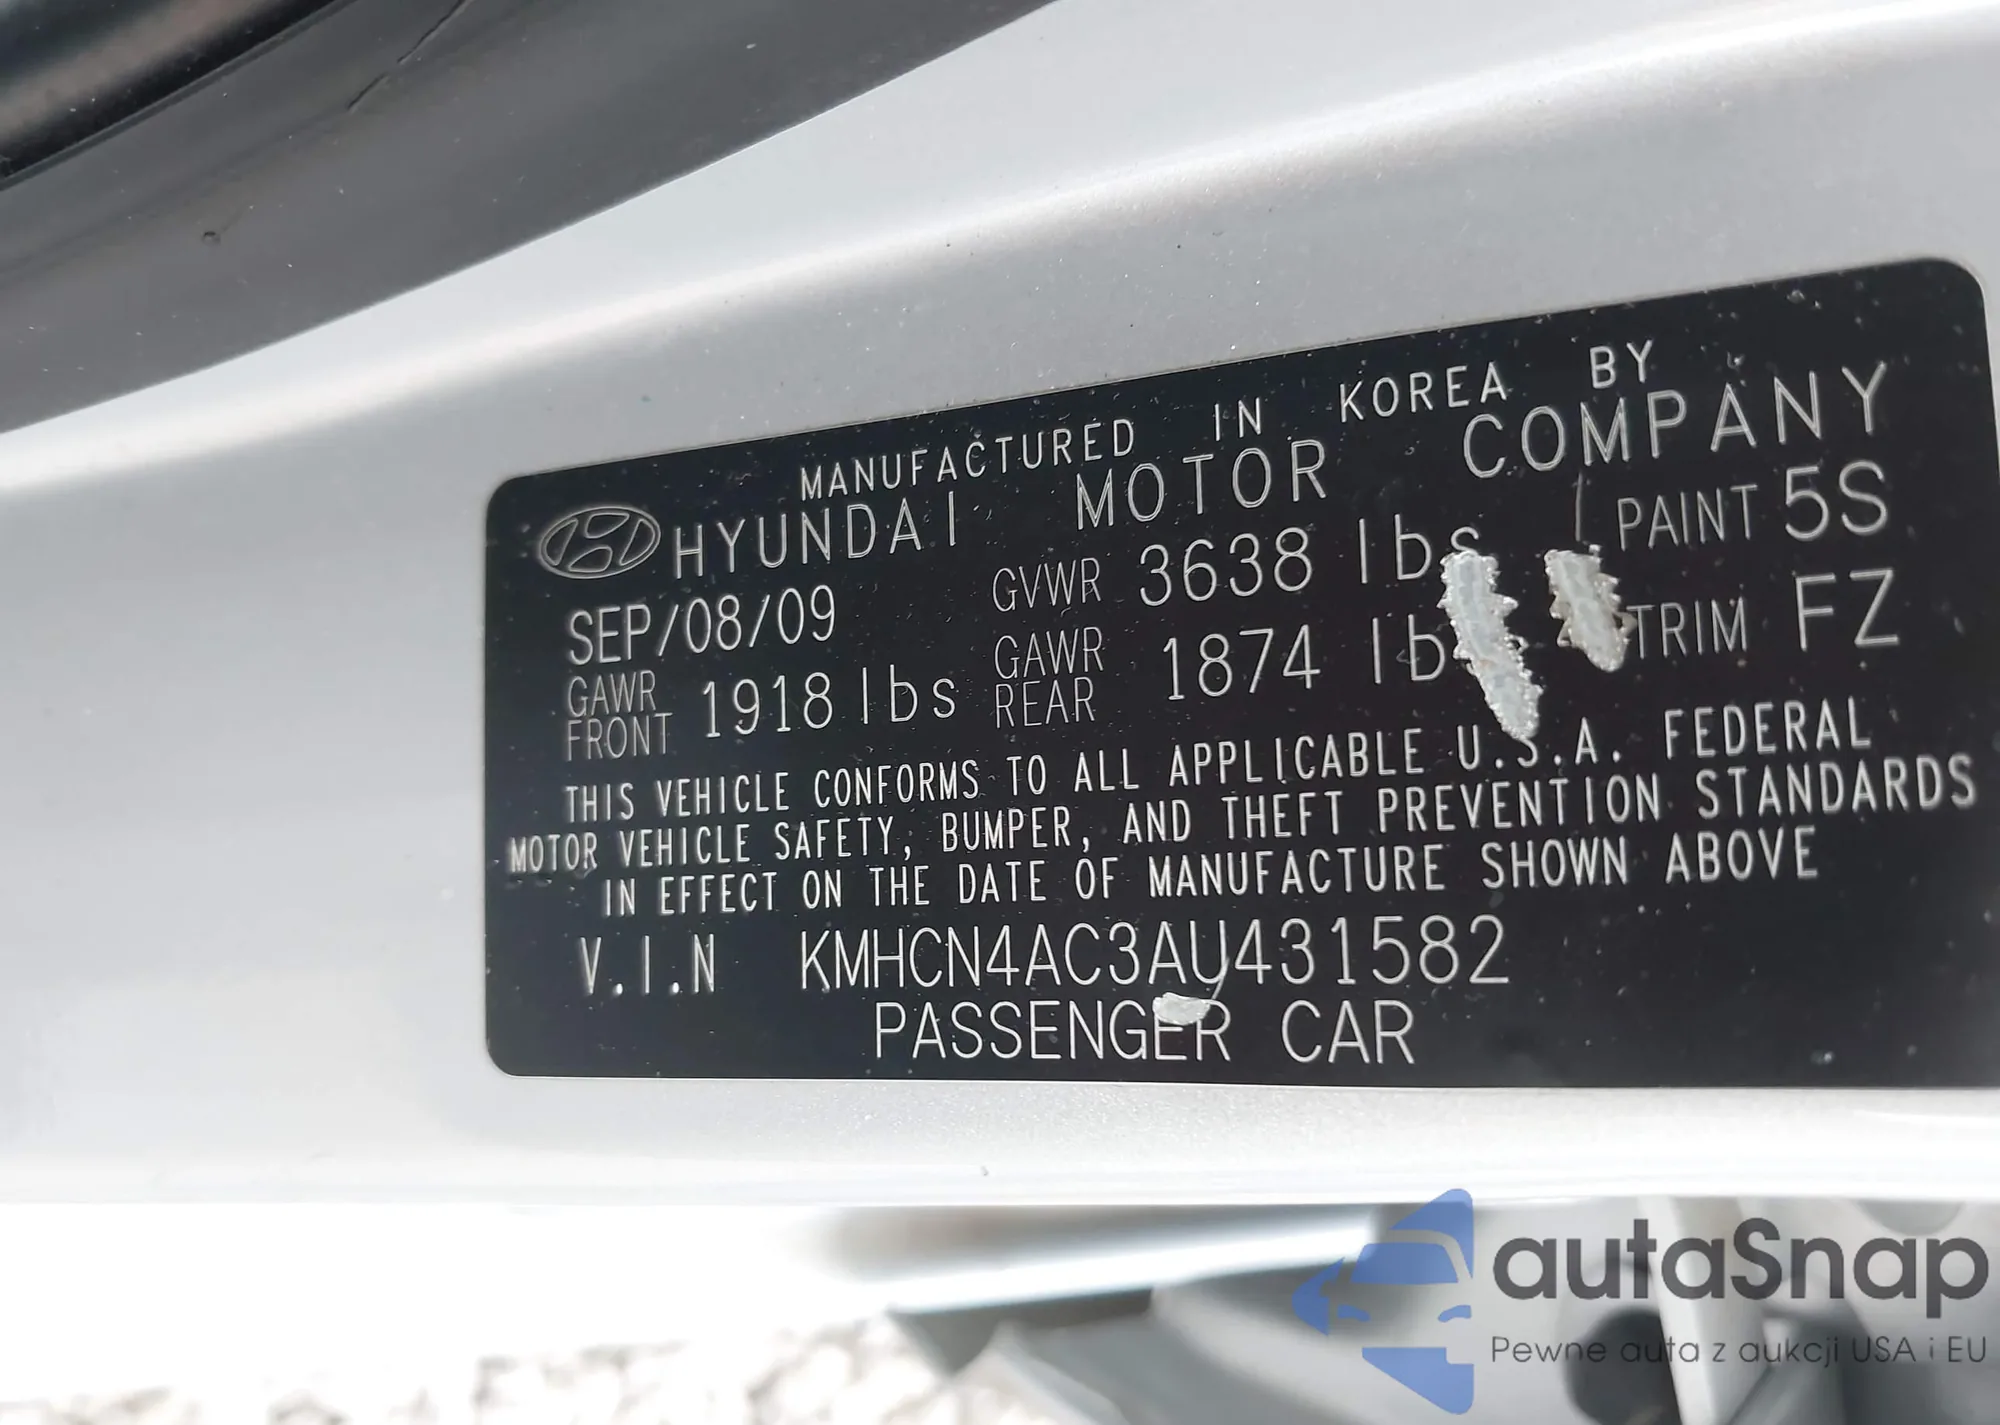 MANUFACTURED IN KOREA BY
HYUNDAI MOTOR COMPANY
SEP/08/09 GVWR 3638 lbs PAINT 5S
GAWR FRONT 1918 lbs GAWR REAR 1874 lbs TRIM FZ
THIS VEHICLE CONFORMS TO ALL APPLICABLE U.S.A. FEDERAL
MOTOR VEHICLE SAFETY, BUMPER, AND THEFT PREVENTION STANDARDS
IN EFFECT ON THE DATE OF MANUFACTURE SHOWN ABOVE
V.I.N KMHCN4AC3AU431582
PASSENGER CAR
autaSnap
Pewne auta z aukcji USA i EU